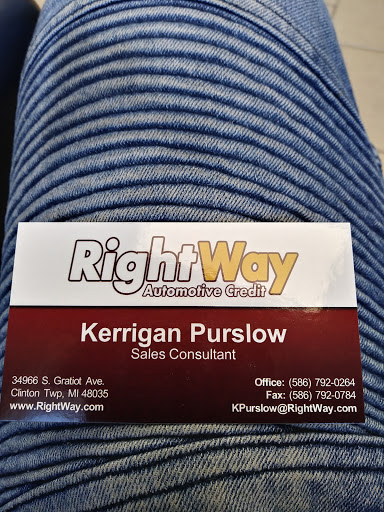 RightWay
Automotive Credit
Kerrigan Purslow
Sales Consultant
34966 S. Gratiot Ave.
Clinton Twp, MI 48035
www.RightWay.com
Office: (586) 792-0264
Fax: (586) 792-0784
KPurslow@RightWay.com